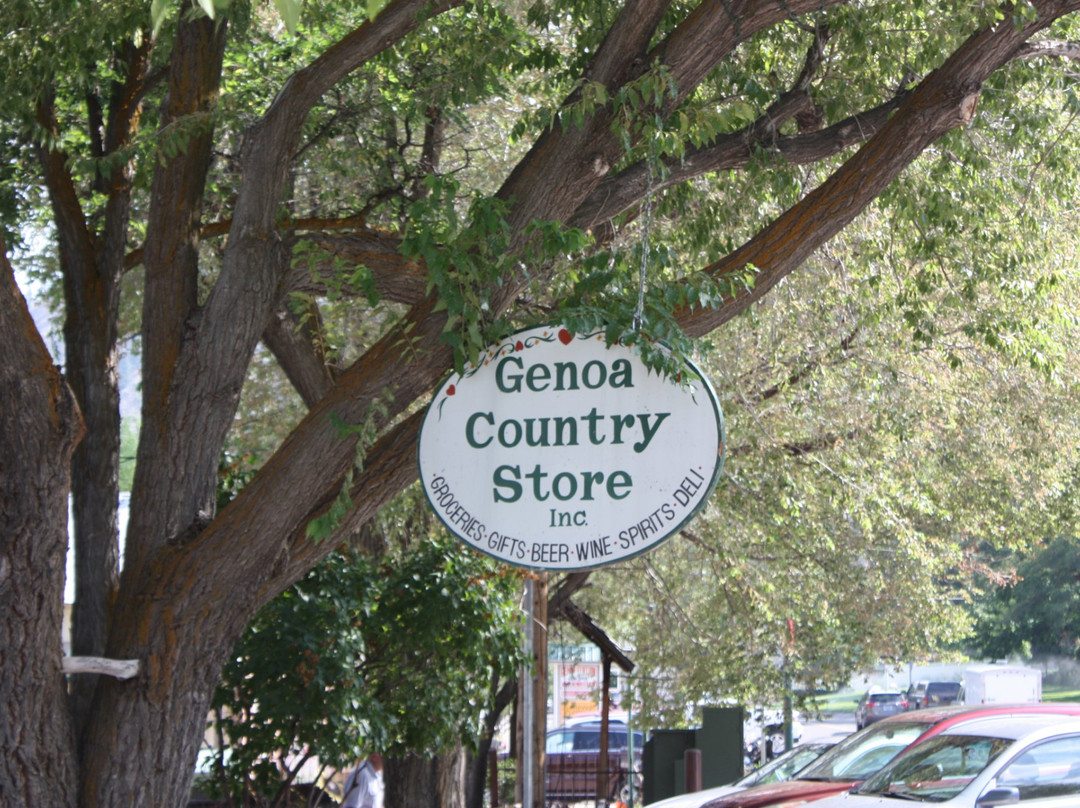 Genoa
Country
Store
Inc.
·GROCERIES·GIFTS·BEER·WINE·SPIRITS·DELI·